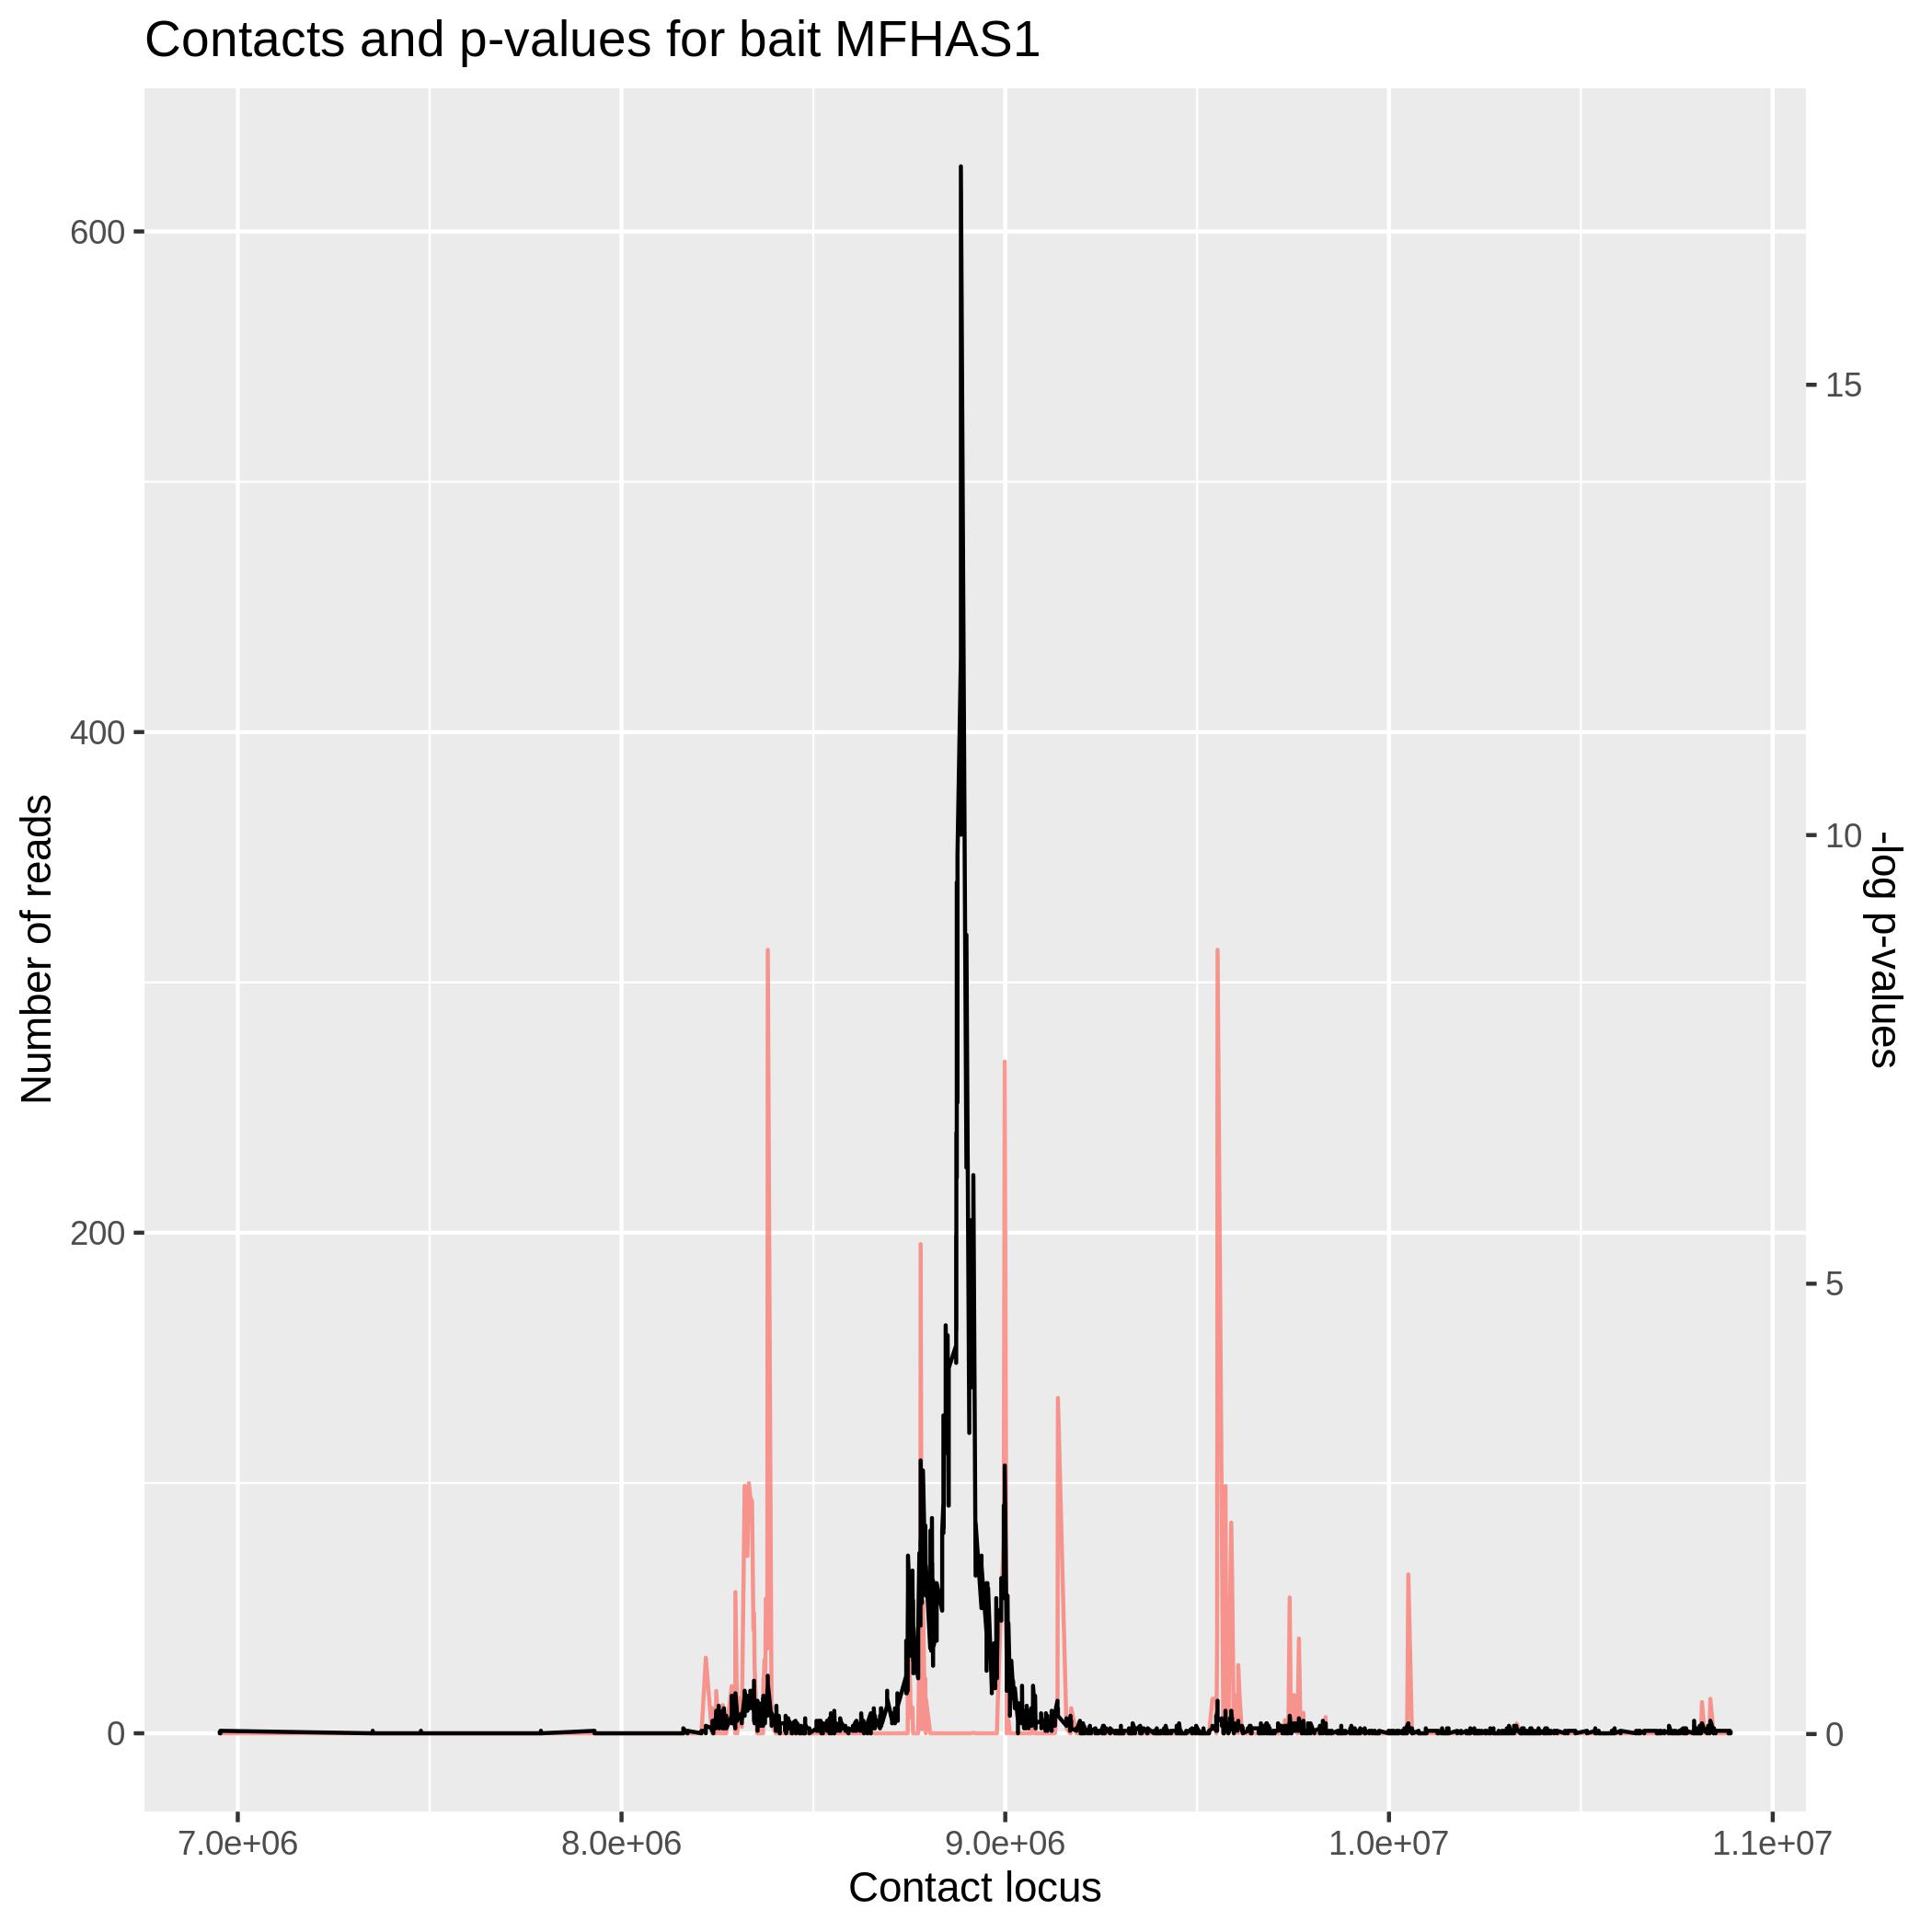 Contacts and p-values for bait MFHAS1
600
400
200
0
Number of reads
15
10
5
0
-log p-values
7.0e+06
8.0e+06
9.0e+06
1.0e+07
1.1e+07
Contact locus